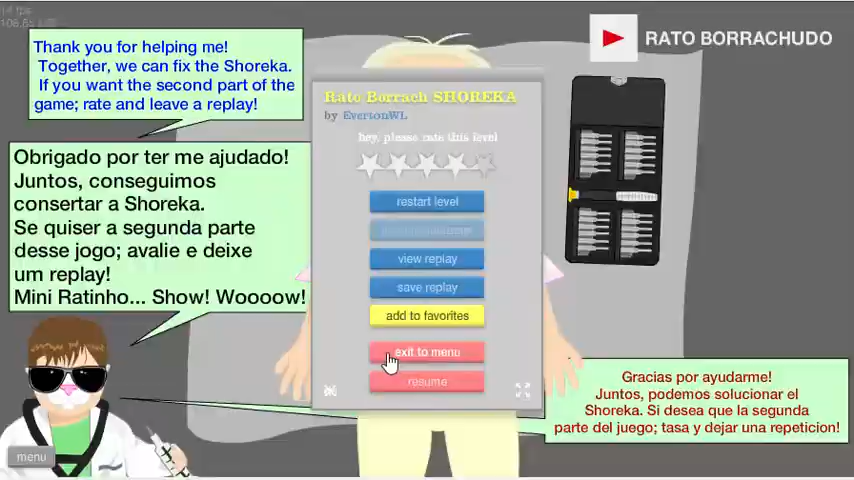 14 fps
Thank you for helping me!
Together, we can fix the Shoreka.
If you want the second part of the
game; rate and leave a replay!
RATO BORRACHUDO
Obrigado por ter me ajudado!
Juntos, conseguimos
consertar a Shoreka.
Se quiser a segunda parte
desse jogo; avalie e deixe
um replay!
Mini Ratinho... Show! Woooow!
Rato Borrach SHOREKA
by EvertonWL
hey, please rate this level
restart level
view replay
save replay
add to favorites
exit to menu
resume
Gracias por ayudarme!
Juntos, podemos solucionar el
Shoreka. Si desea que la segunda
parte del juego; tasa y dejar una repeticion!
menu